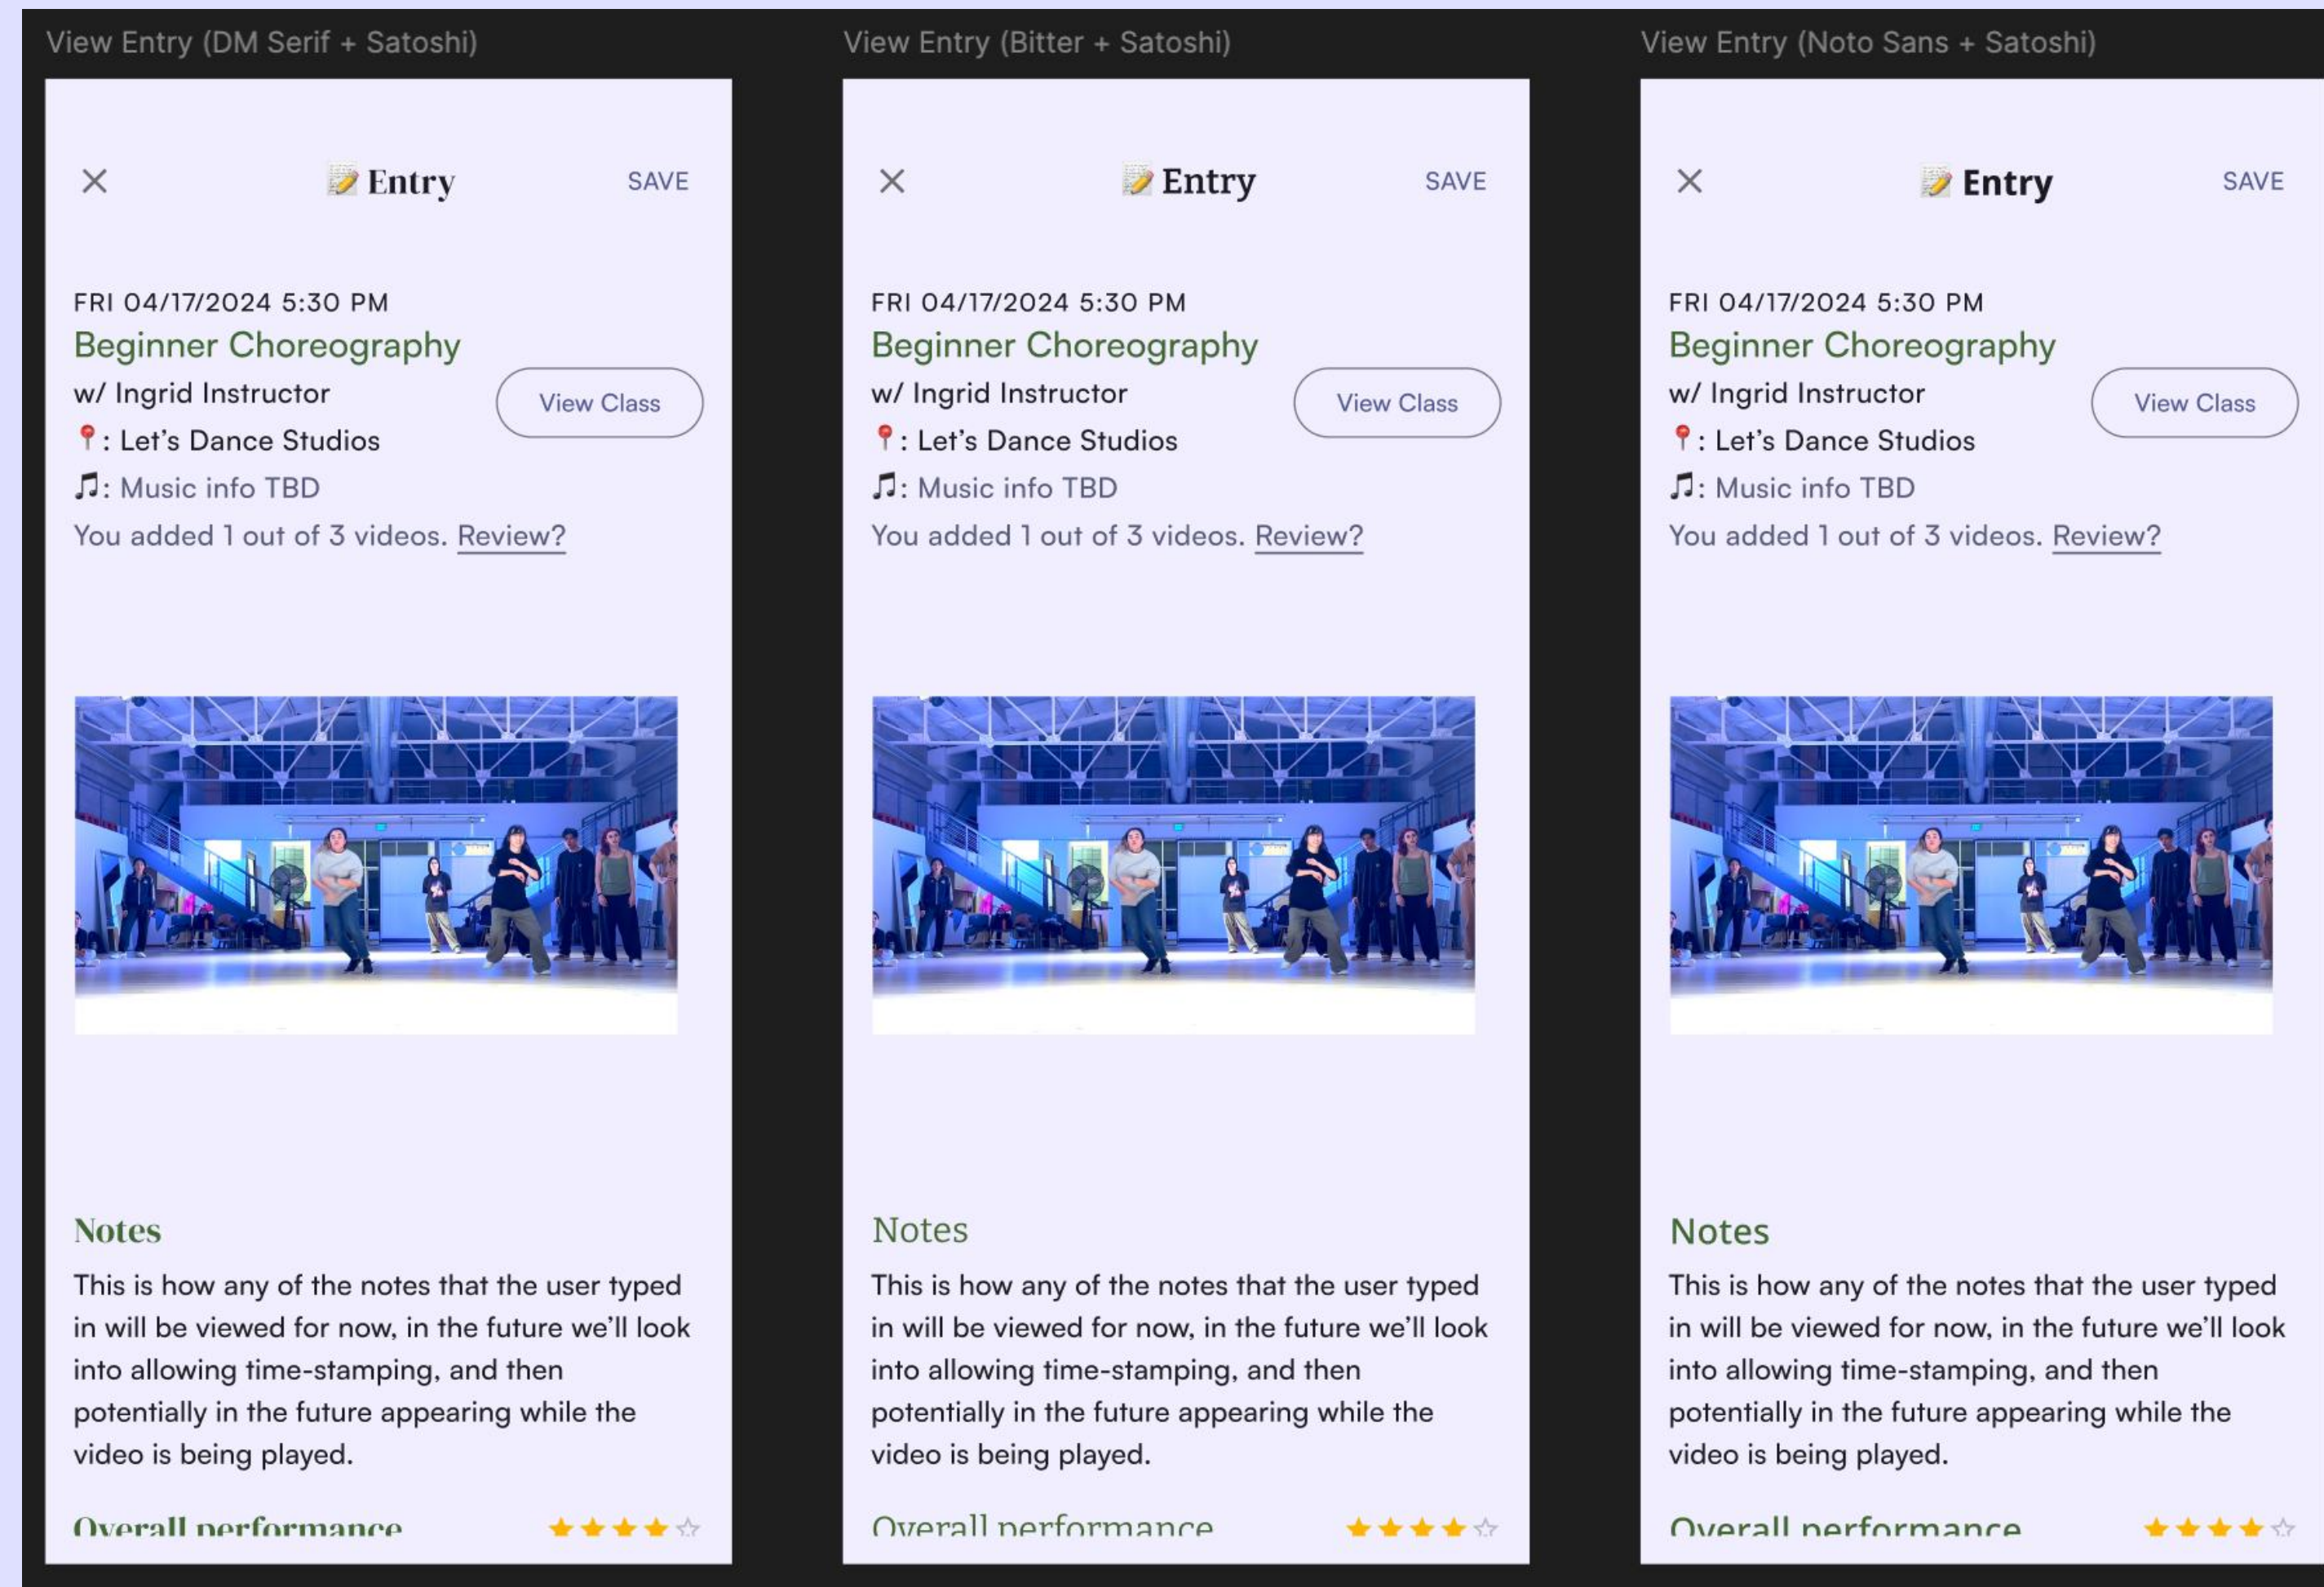 View Entry (DM Serif + Satoshi)
Entry
SAVE
FRI 04/17/2024 5:30 PM
Beginner Choreography
w/ Ingrid Instructor
View Class
: Let’s Dance Studios
: Music info TBD
You added 1 out of 3 videos. Review?
Notes
This is how any of the notes that the user typed
in will be viewed for now, in the future we’ll look
into allowing time-stamping, and then
potentially in the future appearing while the
video is being played.
Overall performance
View Entry (Bitter + Satoshi)
Entry
SAVE
FRI 04/17/2024 5:30 PM
Beginner Choreography
w/ Ingrid Instructor
View Class
: Let’s Dance Studios
: Music info TBD
You added 1 out of 3 videos. Review?
Notes
This is how any of the notes that the user typed
in will be viewed for now, in the future we’ll look
into allowing time-stamping, and then
potentially in the future appearing while the
video is being played.
Overall performance
View Entry (Noto Sans + Satoshi)
Entry
SAVE
FRI 04/17/2024 5:30 PM
Beginner Choreography
w/ Ingrid Instructor
View Class
: Let’s Dance Studios
: Music info TBD
You added 1 out of 3 videos. Review?
Notes
This is how any of the notes that the user typed
in will be viewed for now, in the future we’ll look
into allowing time-stamping, and then
potentially in the future appearing while the
video is being played.
Overall performance